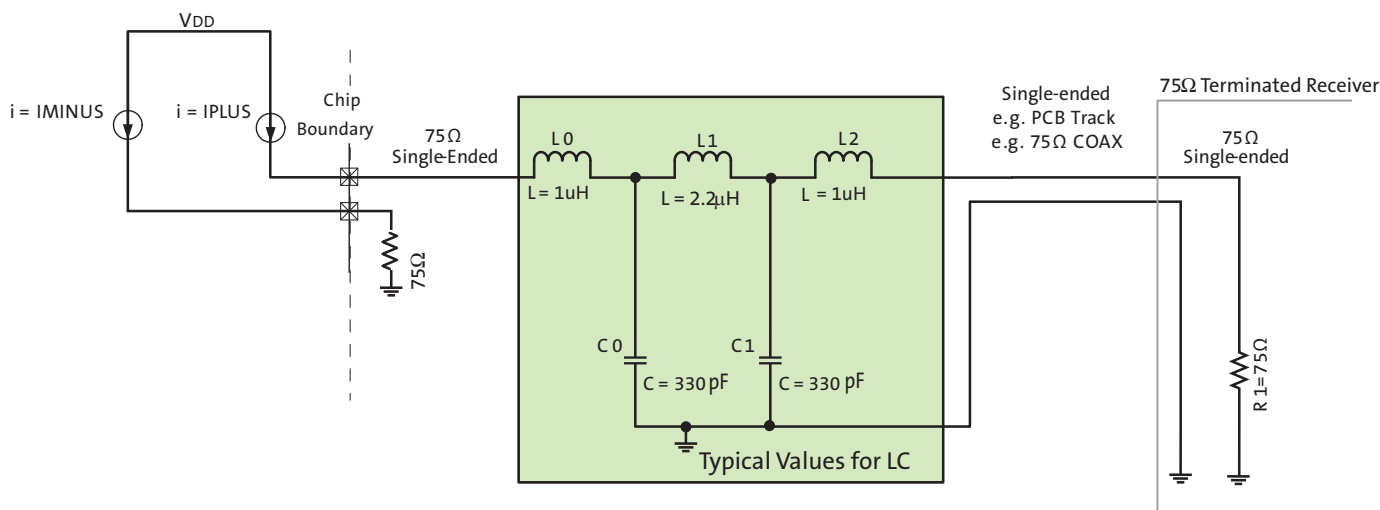 VDD
i = IMINUS
i = IPLUS
Chip
Boundary
75Ω
Single-Ended
75Ω
L0
L = 1uH
L1
L = 2.2µH
L2
L = 1uH
C0
C = 330 pF
C1
C = 330 pF
Typical Values for LC
Single-ended
e.g. PCB Track
e.g. 75Ω COAX
75Ω Terminated Receiver
75Ω
Single-ended
R1=75Ω